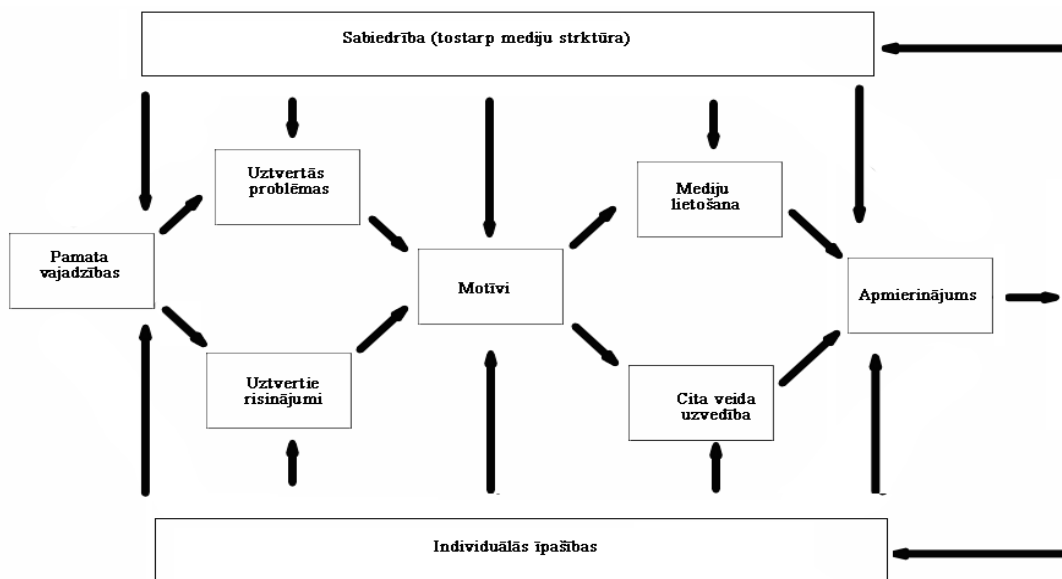 Sabiedrība (tostarp mediju strktūra)
Uztvertās
problēmas
Mediju
lietošana
Pamata
vajadzības
Motīvi
Apmierinājums
Uztvertie
risinājumi
Cita veida
uzvedība
Individuālās īpašības